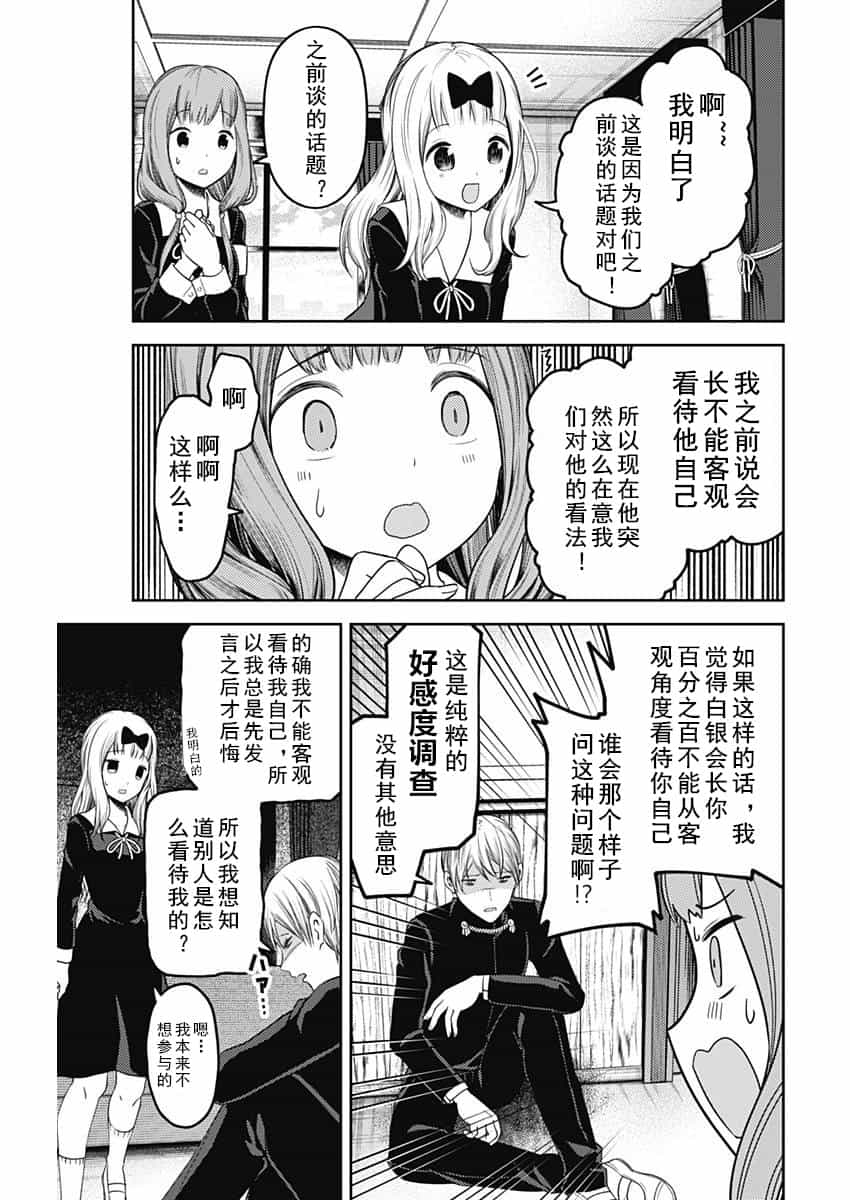 啊~~
我明白了
这是因为我们之
前谈的话题对吧！
之前谈的话题？
我之前说会
长不能客观
看待他自己
所以现在他突
然这么在意我
们对他的看法！
啊
啊啊
这样么…
如果这样的话，我
觉得白银会长你
百分之百不能从客
观角度看待你自己
谁会那个样子
问这种问题啊!?
这是纯粹的
好感度调查
没有其他意思
的确我不能客观
看待我自己，所
以我总是先发
言之后才后悔
我明白的
所以我想知
道别人是怎
么看待我的？
ハァ…
嗯…
我本来不
想参与的